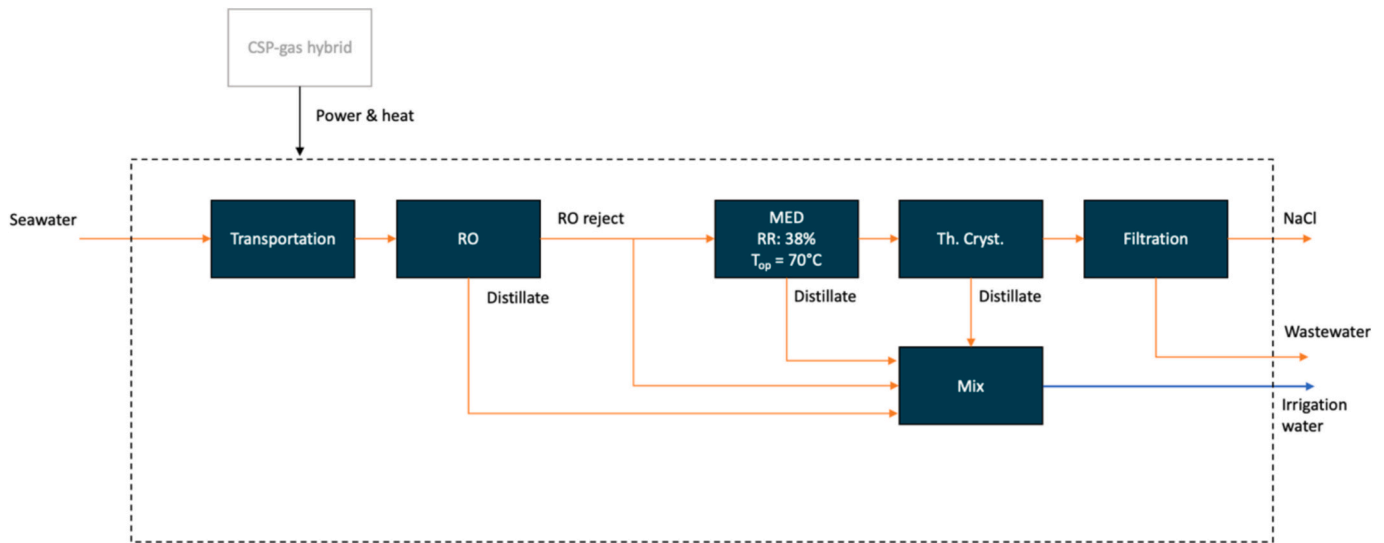 CSP-gas hybrid
Power & heat
Seawater
Transportation
RO
RO reject
MED
RR: 38%
Top = 70°C
Th. Cryst.
Filtration
NaCl
Distillate
Distillate
Distillate
Mix
Wastewater
Irrigation
water